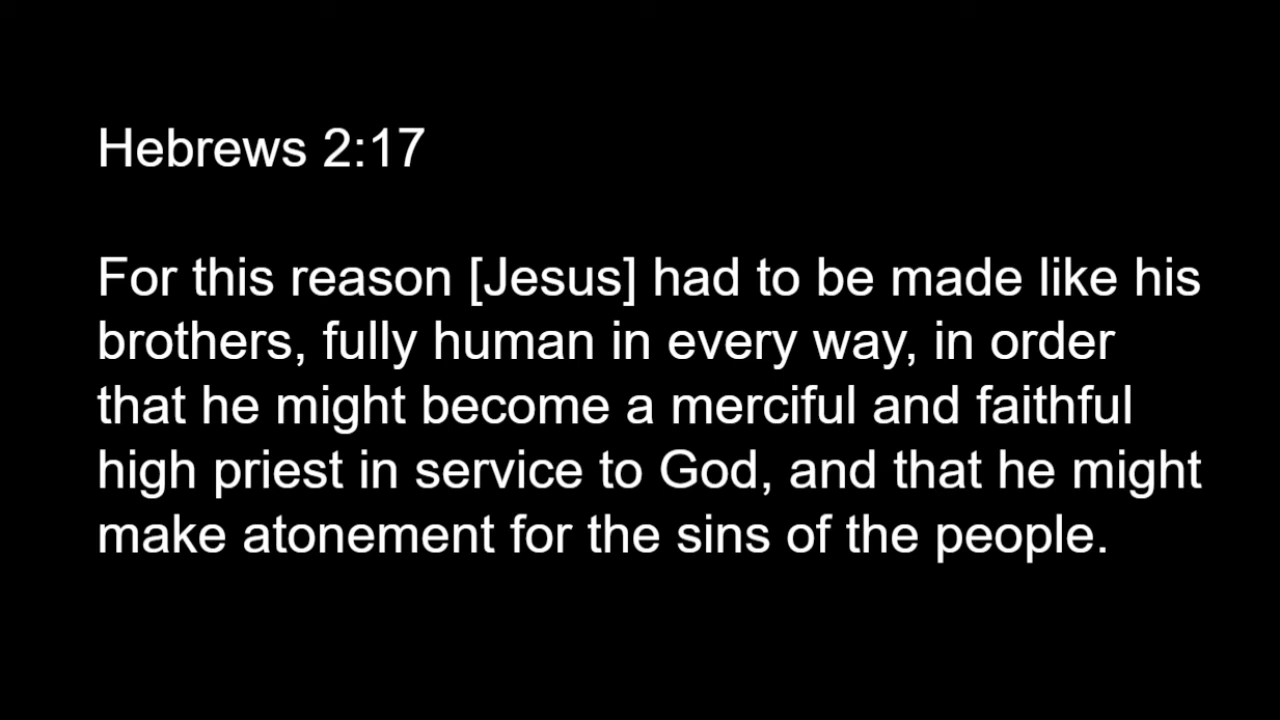 Hebrews 2:17
For this reason [Jesus] had to be made like his
brothers, fully human in every way, in order
that he might become a merciful and faithful
high priest in service to God, and that he might
make atonement for the sins of the people.